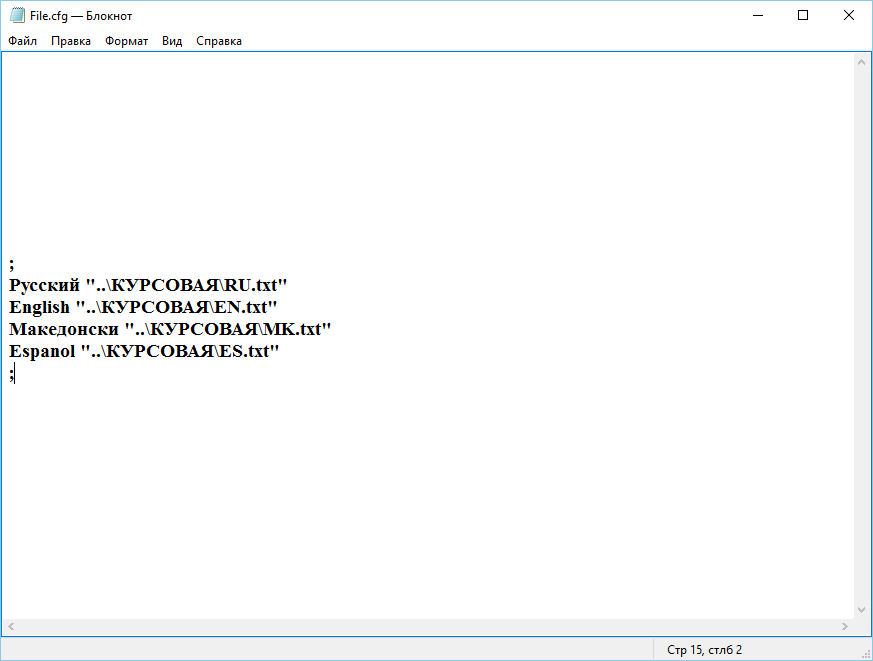 File.cfg — Блокнот
Файл Правка Формат Вид Справка
;
Русский "..\КУРСОВАЯ\RU.txt"
English "..\КУРСОВАЯ\EN.txt"
Македонски "..\КУРСОВАЯ\MK.txt"
Espanol "..\КУРСОВАЯ\ES.txt"
;
Стр 15, стлб 2